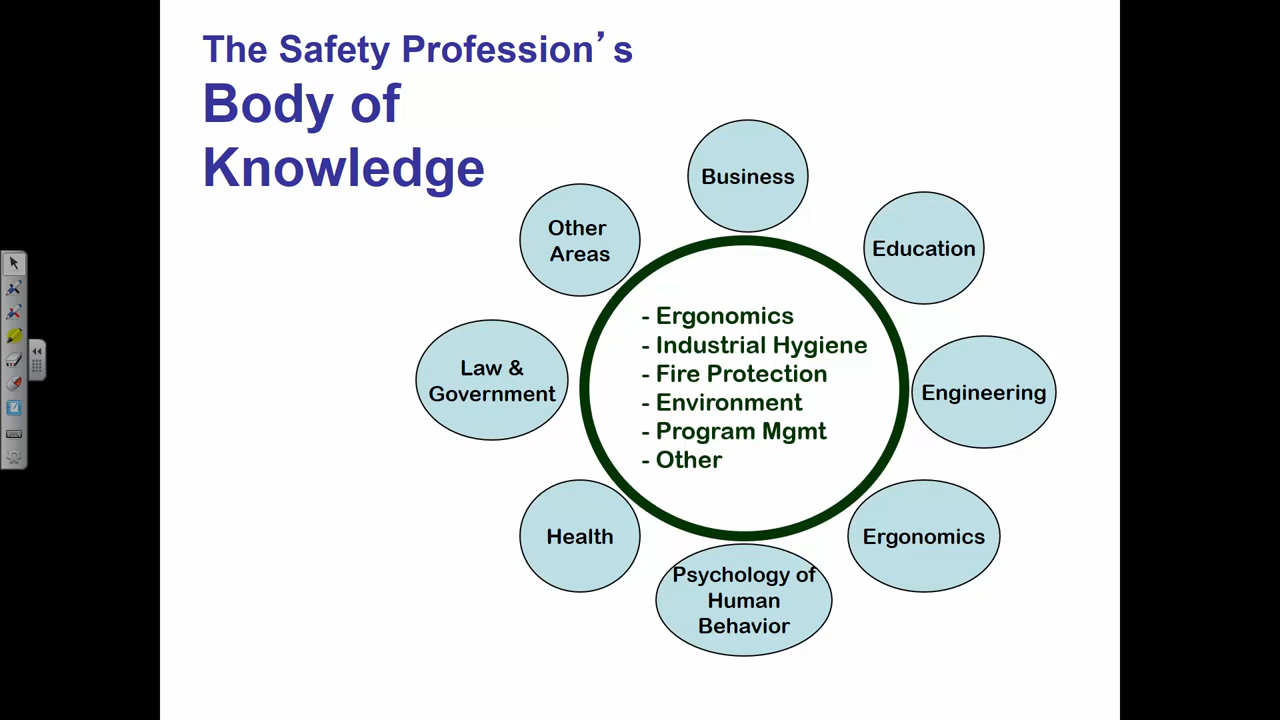 The Safety Profession’s
Body of
Knowledge
Business
Other
Areas
Education
- Ergonomics
- Industrial Hygiene
- Fire Protection
- Environment
- Program Mgmt
- Other
Law &
Government
Engineering
Health
Ergonomics
Psychology of
Human
Behavior